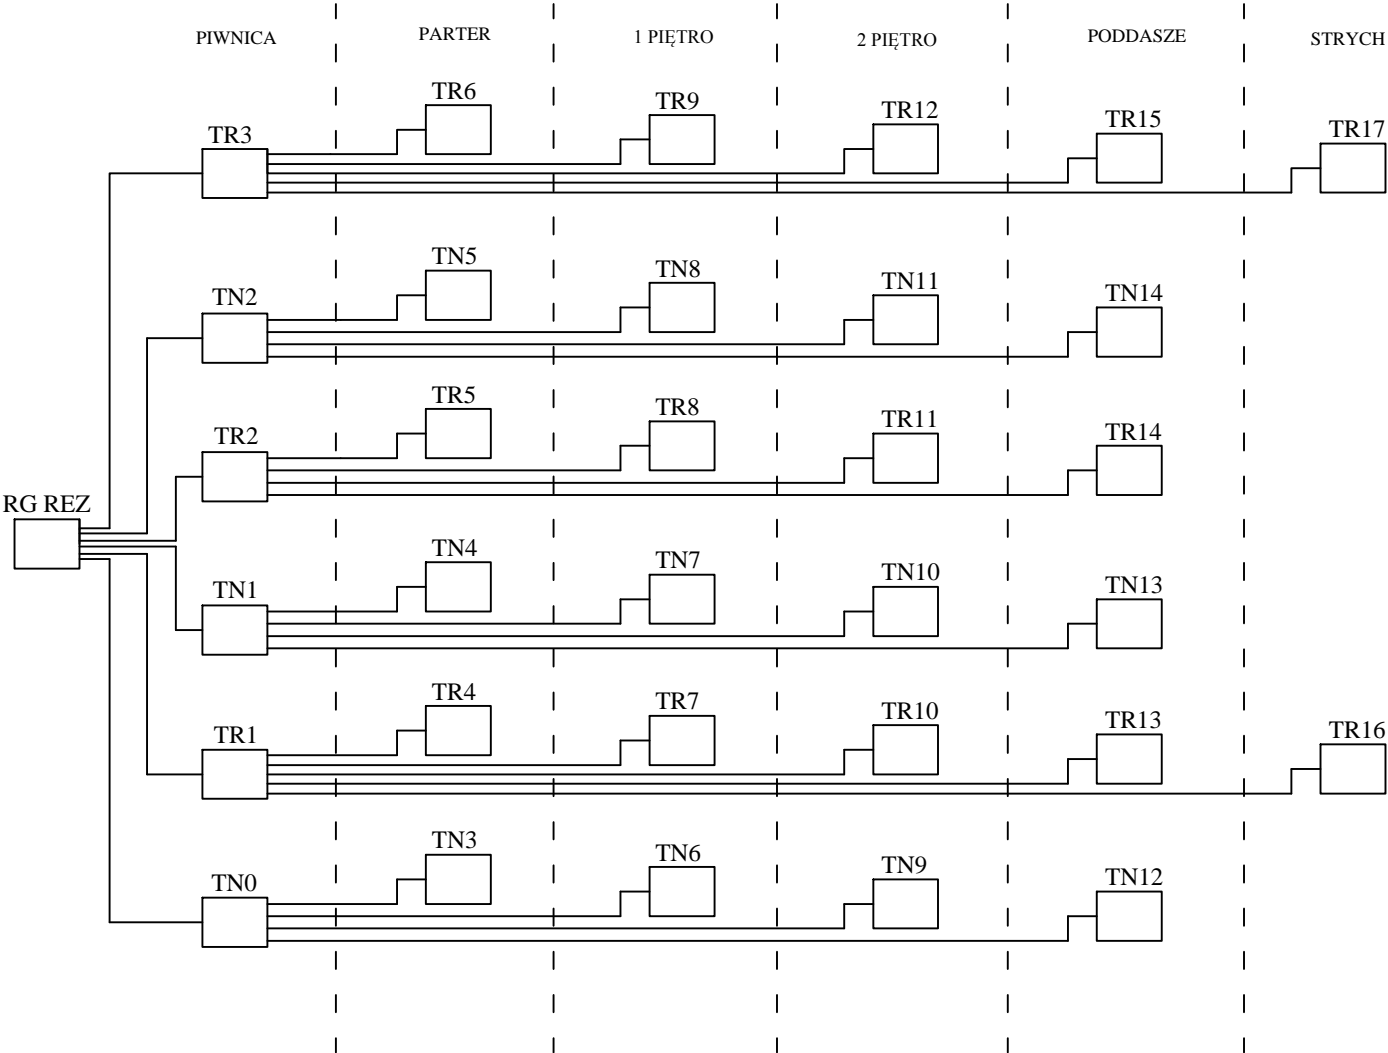 PIWNICA
PARTER
1 PIĘTRO
2 PIĘTRO
PODDASZE
STRYCH
TR3
TR6
TR9
TR12
TR15
TR17
TN2
TN5
TN8
TN11
TN14
TR2
TR5
TR8
TR11
TR14
RG REZ
TN1
TN4
TN7
TN10
TN13
TR1
TR4
TR7
TR10
TR13
TR16
TN0
TN3
TN6
TN9
TN12